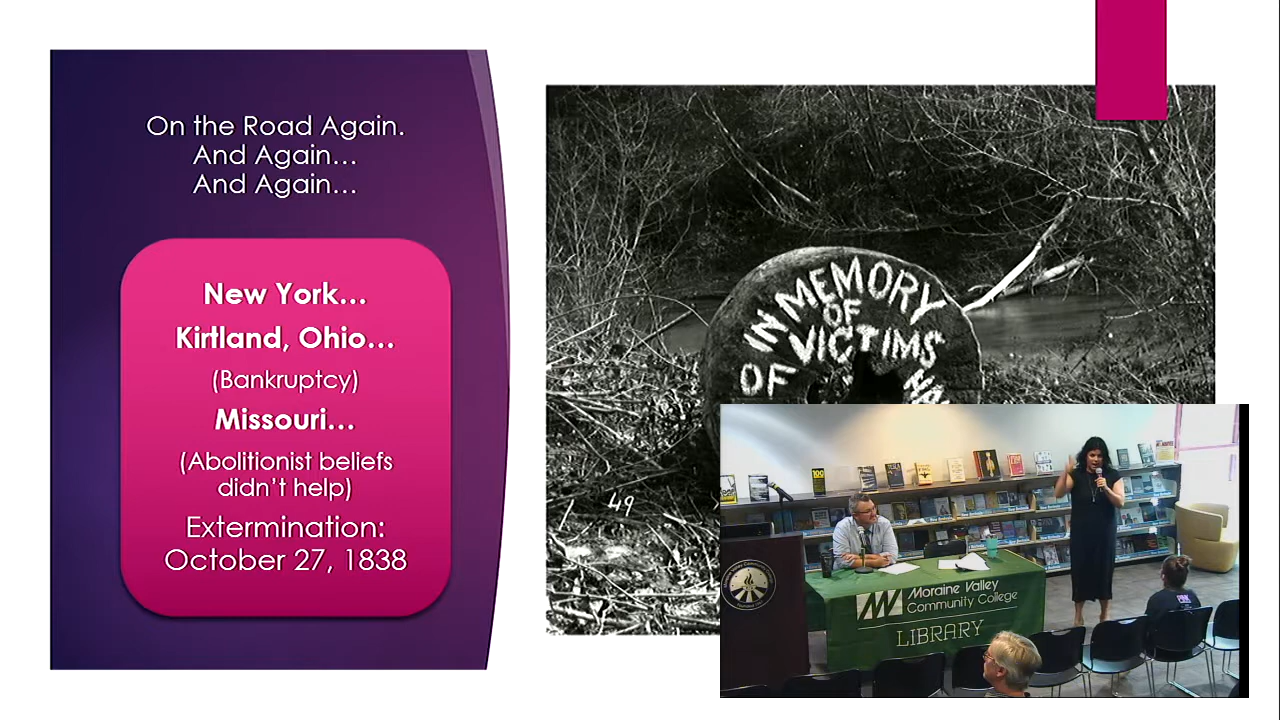 On the Road Again.
And Again…
And Again…
New York…
Kirtland, Ohio…
(Bankruptcy)
Missouri…
(Abolitionist beliefs
didn't help)
Extermination:
October 27, 1838
IN MEMORY
OF
VICTIMS
OF
49
Moraine Valley
Community College
LIBRARY